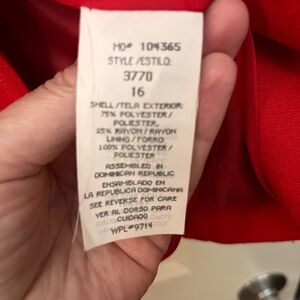 MO# 104365
STYLE/ESTILO:
3770
16
SHELL/TELA EXTERIOR:
75% POLYESTER/
POLIESTER,
25% RAYON/RAYON
LINING/FORRO:
100% POLYESTER/
POLIESTER
ASSEMBLED IN
DOMINICAN REPUBLIC
ENSAMBLADO EN
LA REPUBLICA DOMINICANA
SEE REVERSE FOR CARE
VER AL DORSO PARA
CUIDADO
WPL#9714